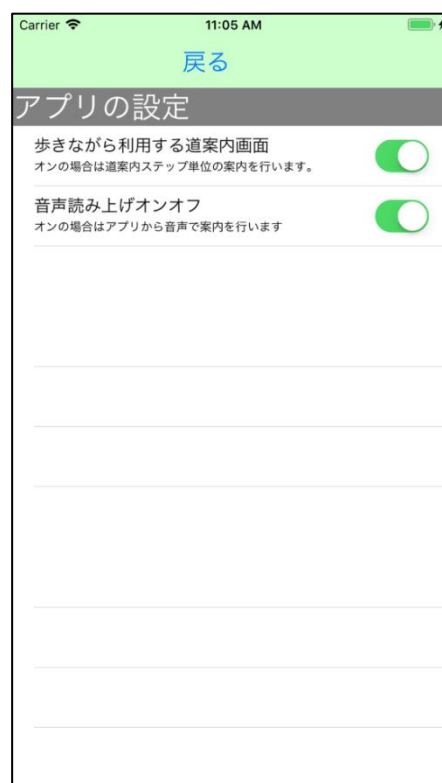 Carrier 11:05 AM
戻る
アプリの設定
歩きながら利用する道案内画面
オンの場合は道案内ステップ単位の案内を行います。
音声読み上げオンオフ
オンの場合はアプリから音声で案内を行います